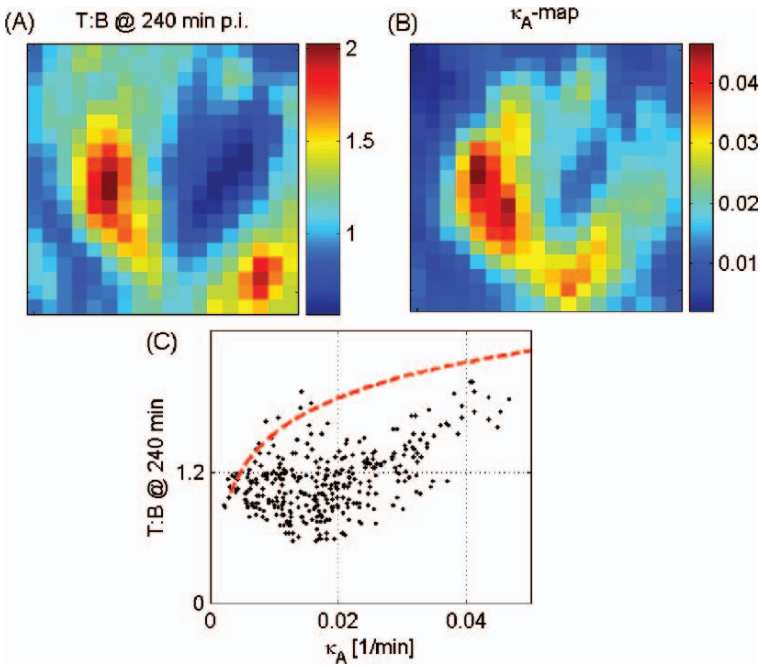 (A) T:B @ 240 min p.i.
2
1.5
1
(B) κA-map
0.04
0.03
0.02
0.01
(C)
T:B @ 240 min
1.2
0
0 0.02 0.04
κA [1/min]